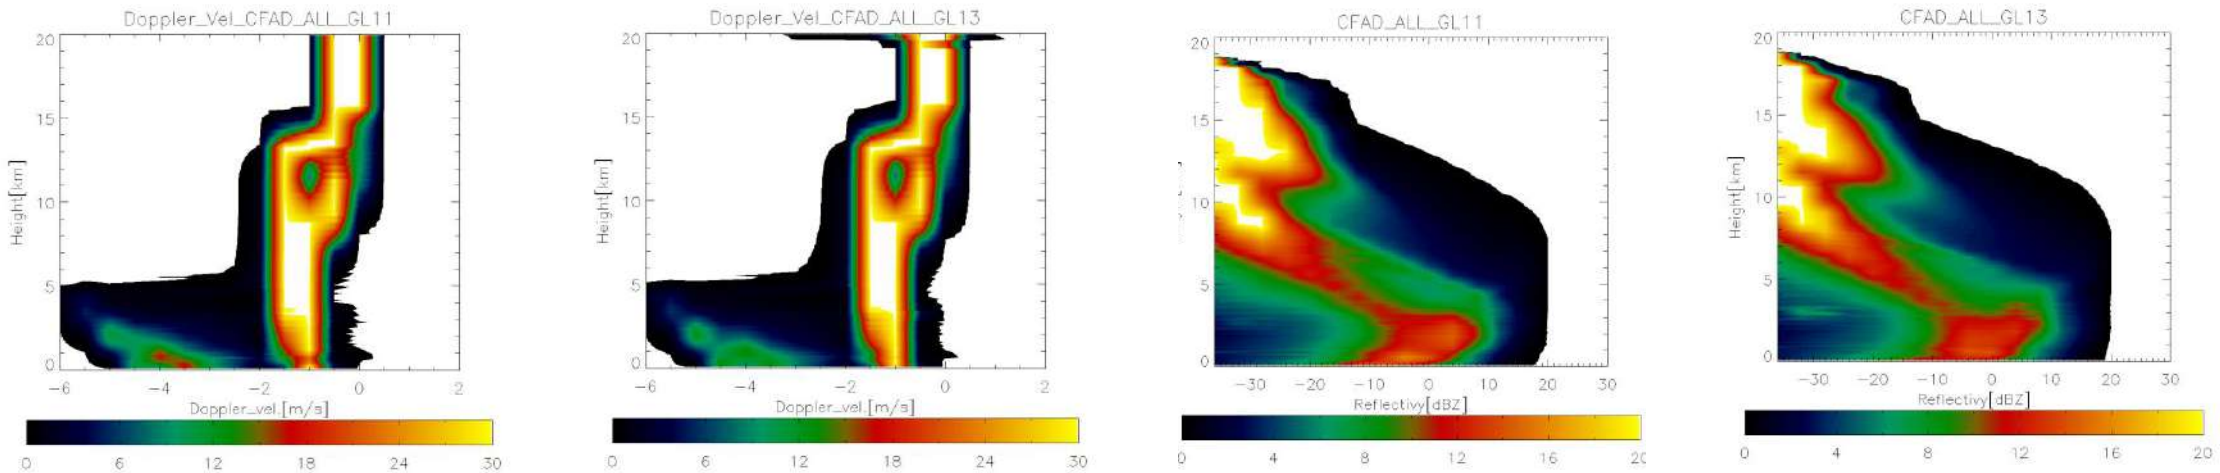 Doppler_Vel_CFAD_ALL_GL11
20
15
10
5
0
Height[km]
-6 -4 -2 0 2
Doppler_vel.[m/s]
0 6 12 18 24 30
Doppler_Vel_CFAD_ALL_GL13
20
15
10
5
0
Height[km]
-6 -4 -2 0 2
Doppler_vel.[m/s]
0 6 12 18 24 30
CFAD_ALL_GL11
20
15
10
5
0
-30 -20 -10 0 10 20 30
Reflectivy[dBZ]
0 4 8 12 16
CFAD_ALL_GL13
20
15
10
5
0
Height[km]
-30 -20 -10 0 10 20 30
Reflectivy[dBZ]
0 4 8 12 16 20